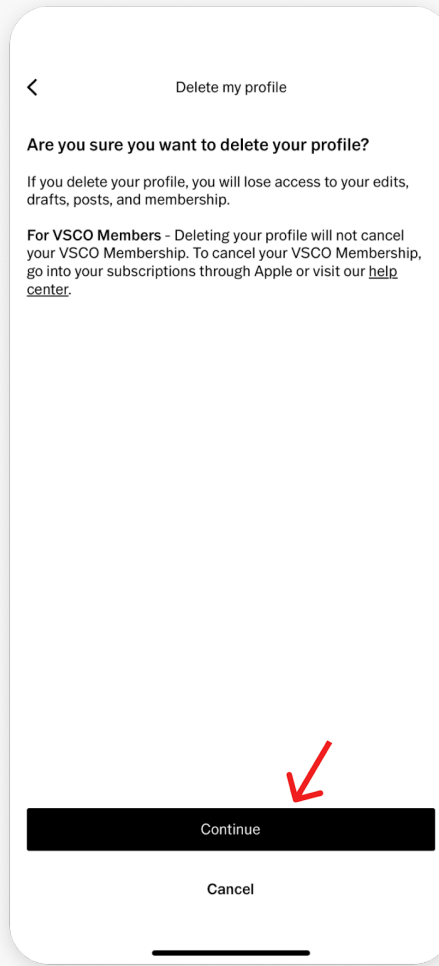 Delete my profile
Are you sure you want to delete your profile?
If you delete your profile, you will lose access to your edits,
drafts, posts, and membership.
For VSCO Members - Deleting your profile will not cancel
your VSCO Membership. To cancel your VSCO Membership,
go into your subscriptions through Apple or visit our help
center.
Continue
Cancel